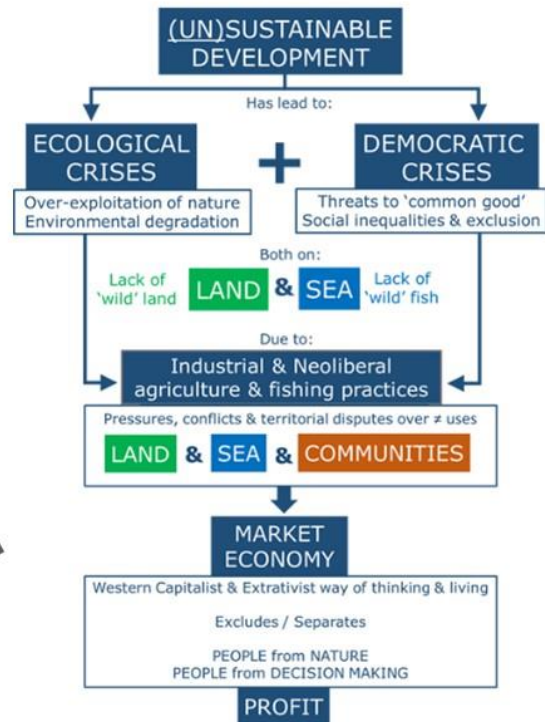 (UN)SUSTAINABLE
DEVELOPMENT
Has lead to:
ECOLOGICAL
CRISES
+
DEMOCRATIC
CRISES
Over-exploitation of nature
Environmental degradation
Threats to 'common good'
Social inequalities & exclusion
Both on:
Lack of
'wild' land
LAND & SEA
Lack of
'wild' fish
Due to:
Industrial & Neoliberal
agriculture & fishing practices
Pressures, conflicts & territorial disputes over ≠ uses
LAND & SEA & COMMUNITIES
MARKET
ECONOMY
Western Capitalist & Extrativist way of thinking & living
Excludes / Separates
PEOPLE from NATURE
PEOPLE from DECISION MAKING
PROFIT